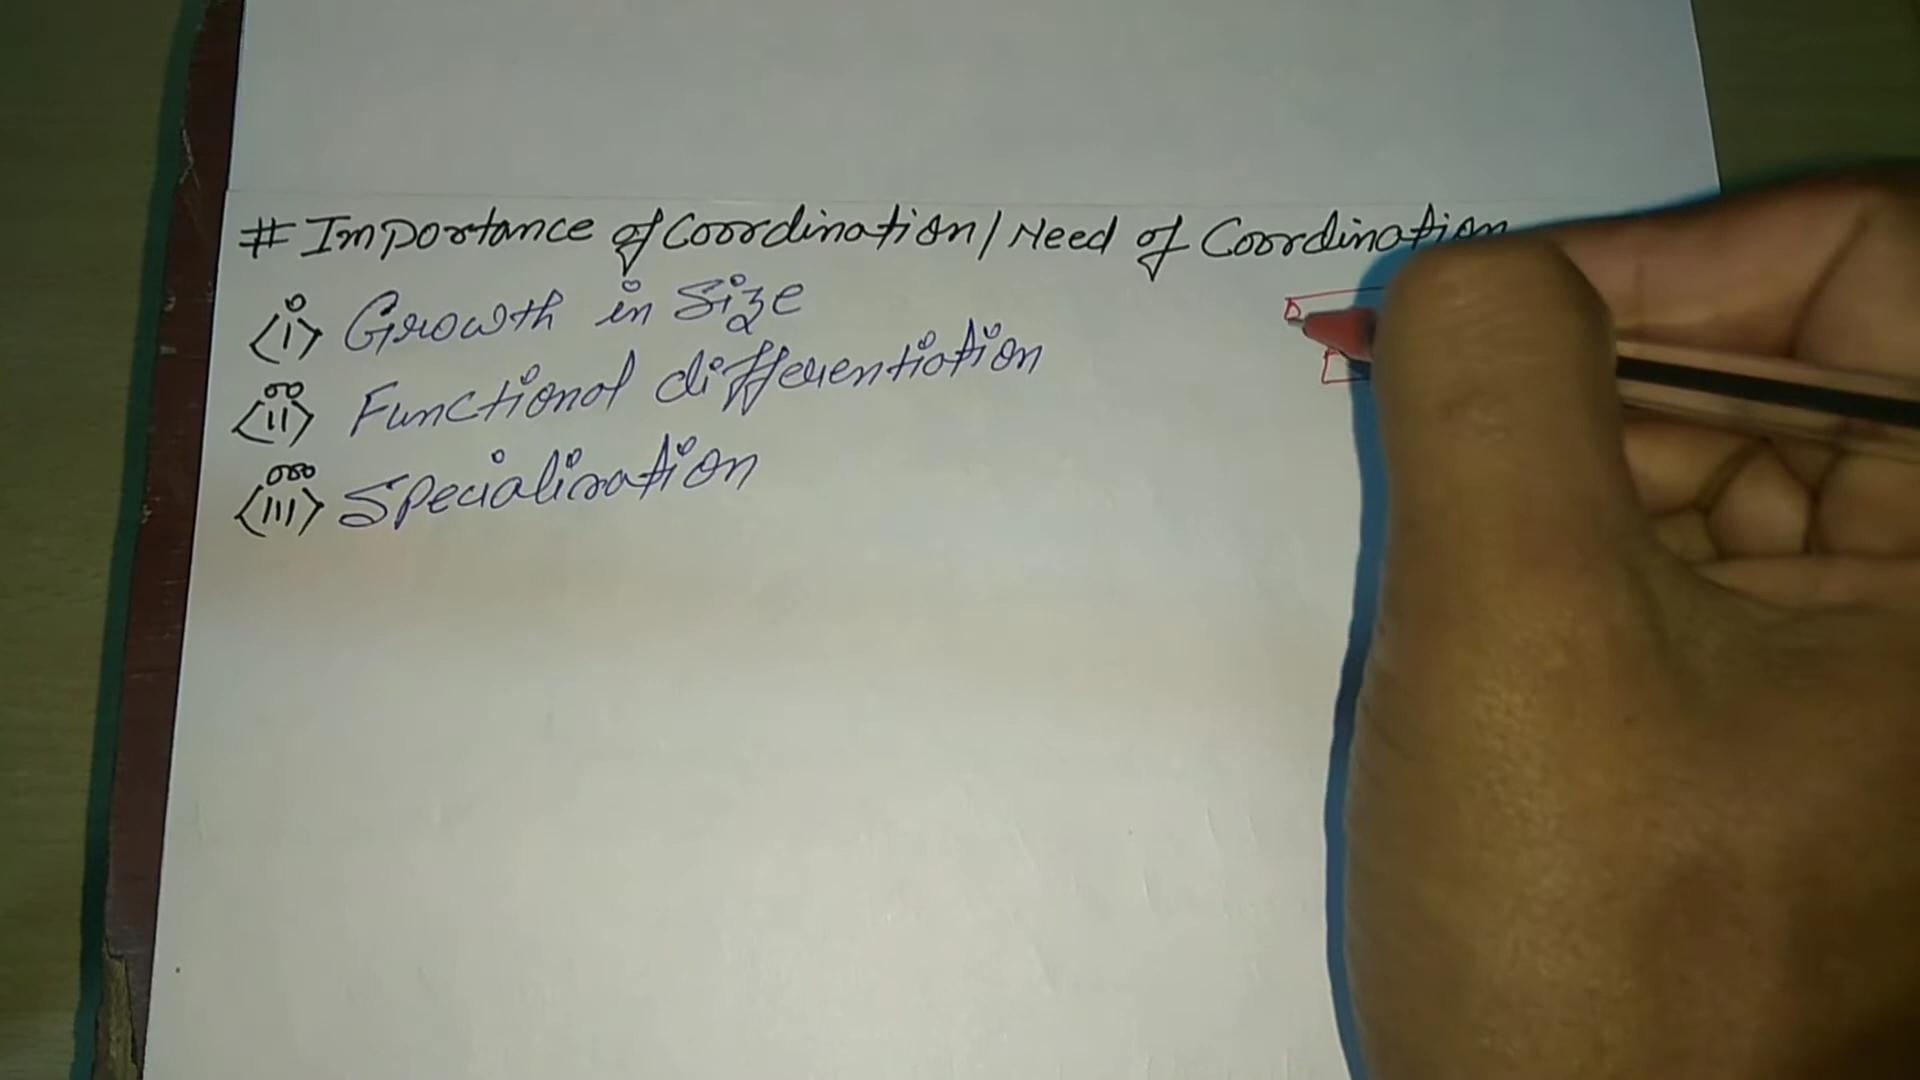 # Importance of Coordination / Need of Coordination
(i) Growth in Size
(ii) Functional differentiation
(iii) Specialisation